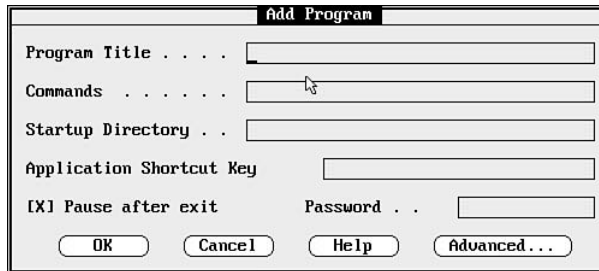 Add Program
Program Title . . . .
Commands . . . . . .
Startup Directory . .
Application Shortcut Key
[X] Pause after exit Password . .
OK Cancel Help Advanced...